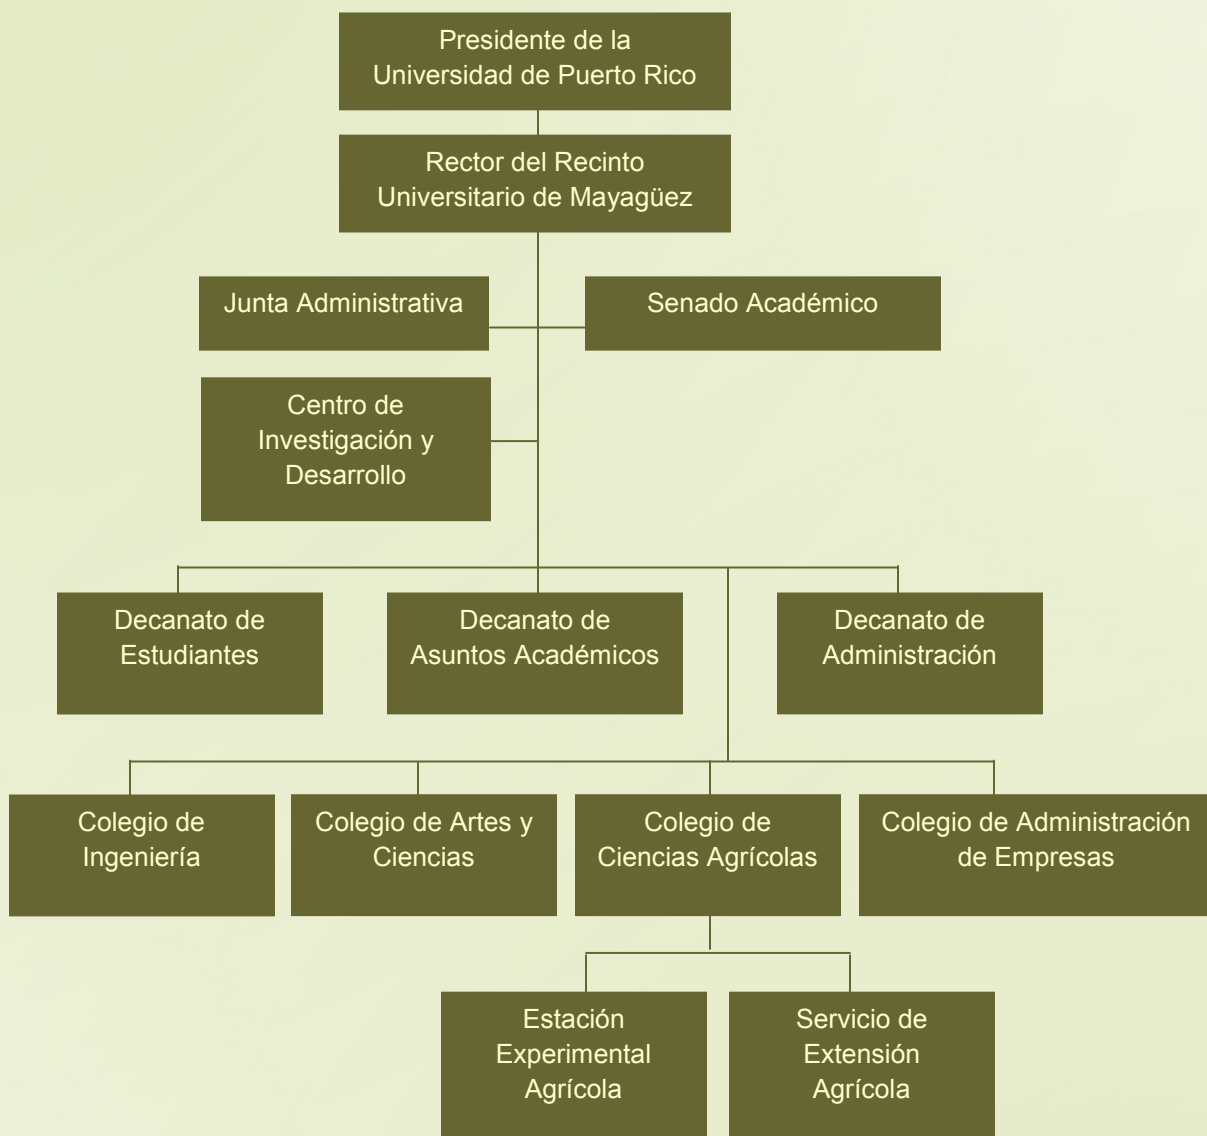 Presidente de la
Universidad de Puerto Rico
Rector del Recinto
Universitario de Mayagüez
Junta Administrativa
Senado Académico
Centro de
Investigación y
Desarrollo
Decanato de
Estudiantes
Decanato de
Asuntos Académicos
Decanato de
Administración
Colegio de
Ingeniería
Colegio de Artes y
Ciencias
Colegio de
Ciencias Agrícolas
Colegio de Administración
de Empresas
Estación
Experimental
Agrícola
Servicio de
Extensión
Agrícola